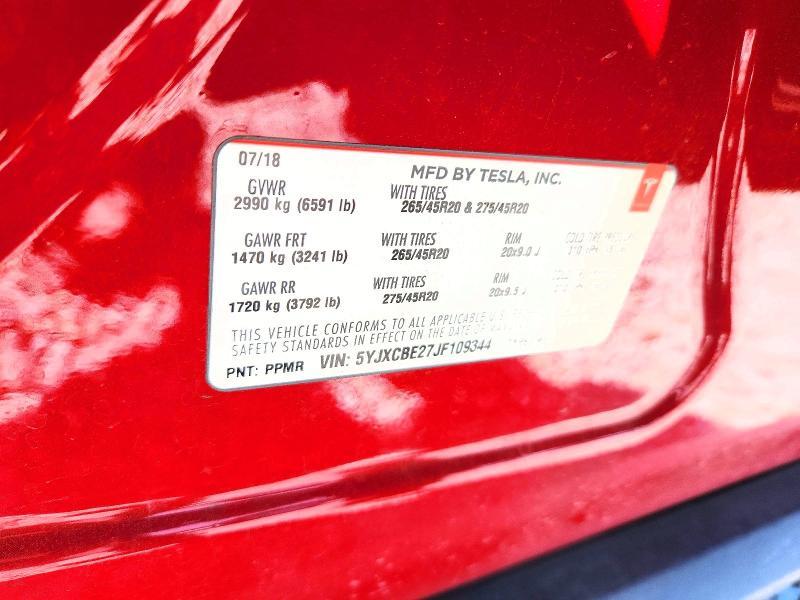 07/18
MFD BY TESLA, INC.
GVWR WITH TIRES
2990 kg (6591 lb) 265/45R20 & 275/45R20
GAWR FRT WITH TIRES RIM COLD TIRE
1470 kg (3241 lb) 265/45R20 20x9.0 J
GAWR RR WITH TIRES RIM
1720 kg (3792 lb) 275/45R20 20x9.5 J
THIS VEHICLE CONFORMS TO ALL APPLICABLE U.S.
SAFETY STANDARDS IN EFFECT ON THE DATE OF
PNT: PPMR VIN: 5YJXCBE27JF109344